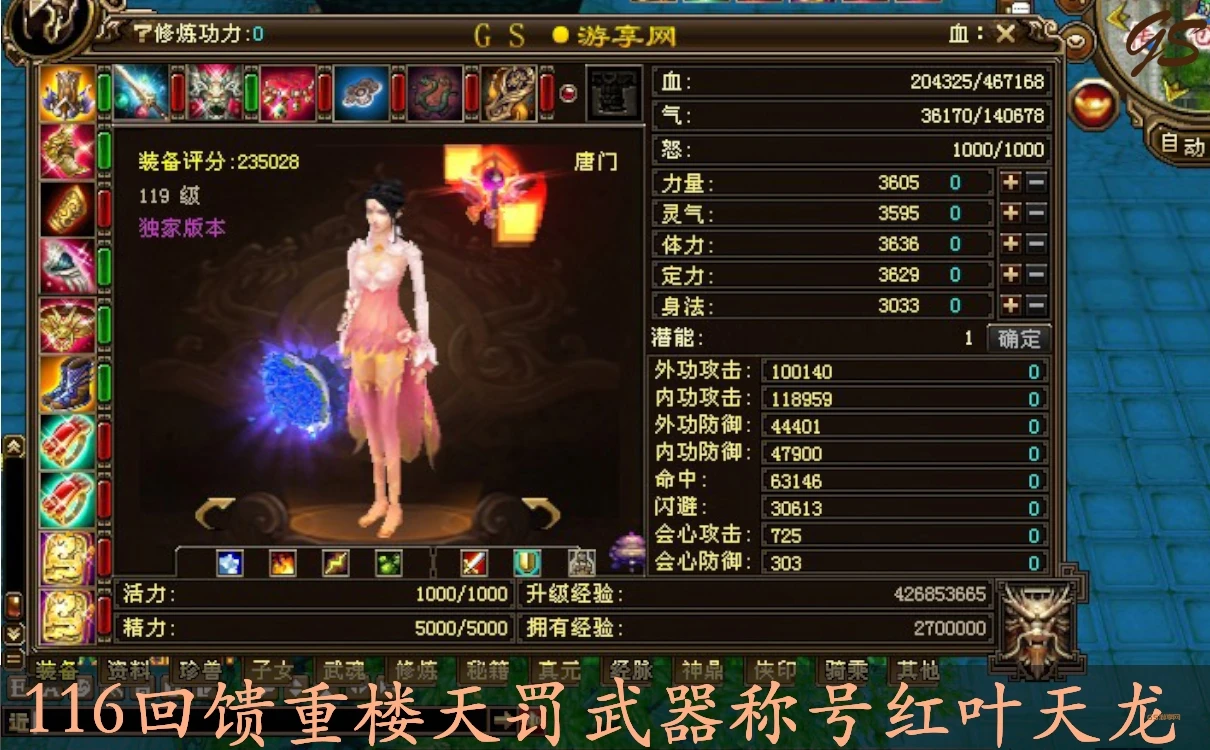 修炼功力:0
G S ●游享网
血:
GS
自动
血: 204325/467168
气: 36170/140678
怒: 1000/1000
装备评分:235028
唐门
119 级
独家版本
力量: 3605 0
灵气: 3595 0
体力: 3636 0
定力: 3629 0
身法: 3033 0
潜能: 1 确定
外功攻击: 100140 0
内功攻击: 118959 0
外功防御: 44401 0
内功防御: 47900 0
命中: 63146 0
闪避: 30613 0
会心攻击: 725 0
会心防御: 303 0
活力: 1000/1000 升级经验: 426853665
精力: 5000/5000 拥有经验: 2700000
装备 资料 珍兽 子女 武魂 修炼 秘籍 真元 经脉 神鼎 侠印 骑乘 其他
近
116回馈重楼天罚武器称号红叶天龙